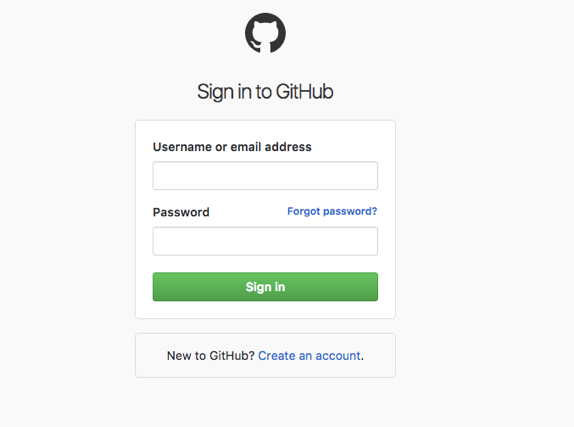 Sign in to GitHub
Username or email address
Password Forgot password?
Sign in
New to GitHub? Create an account.